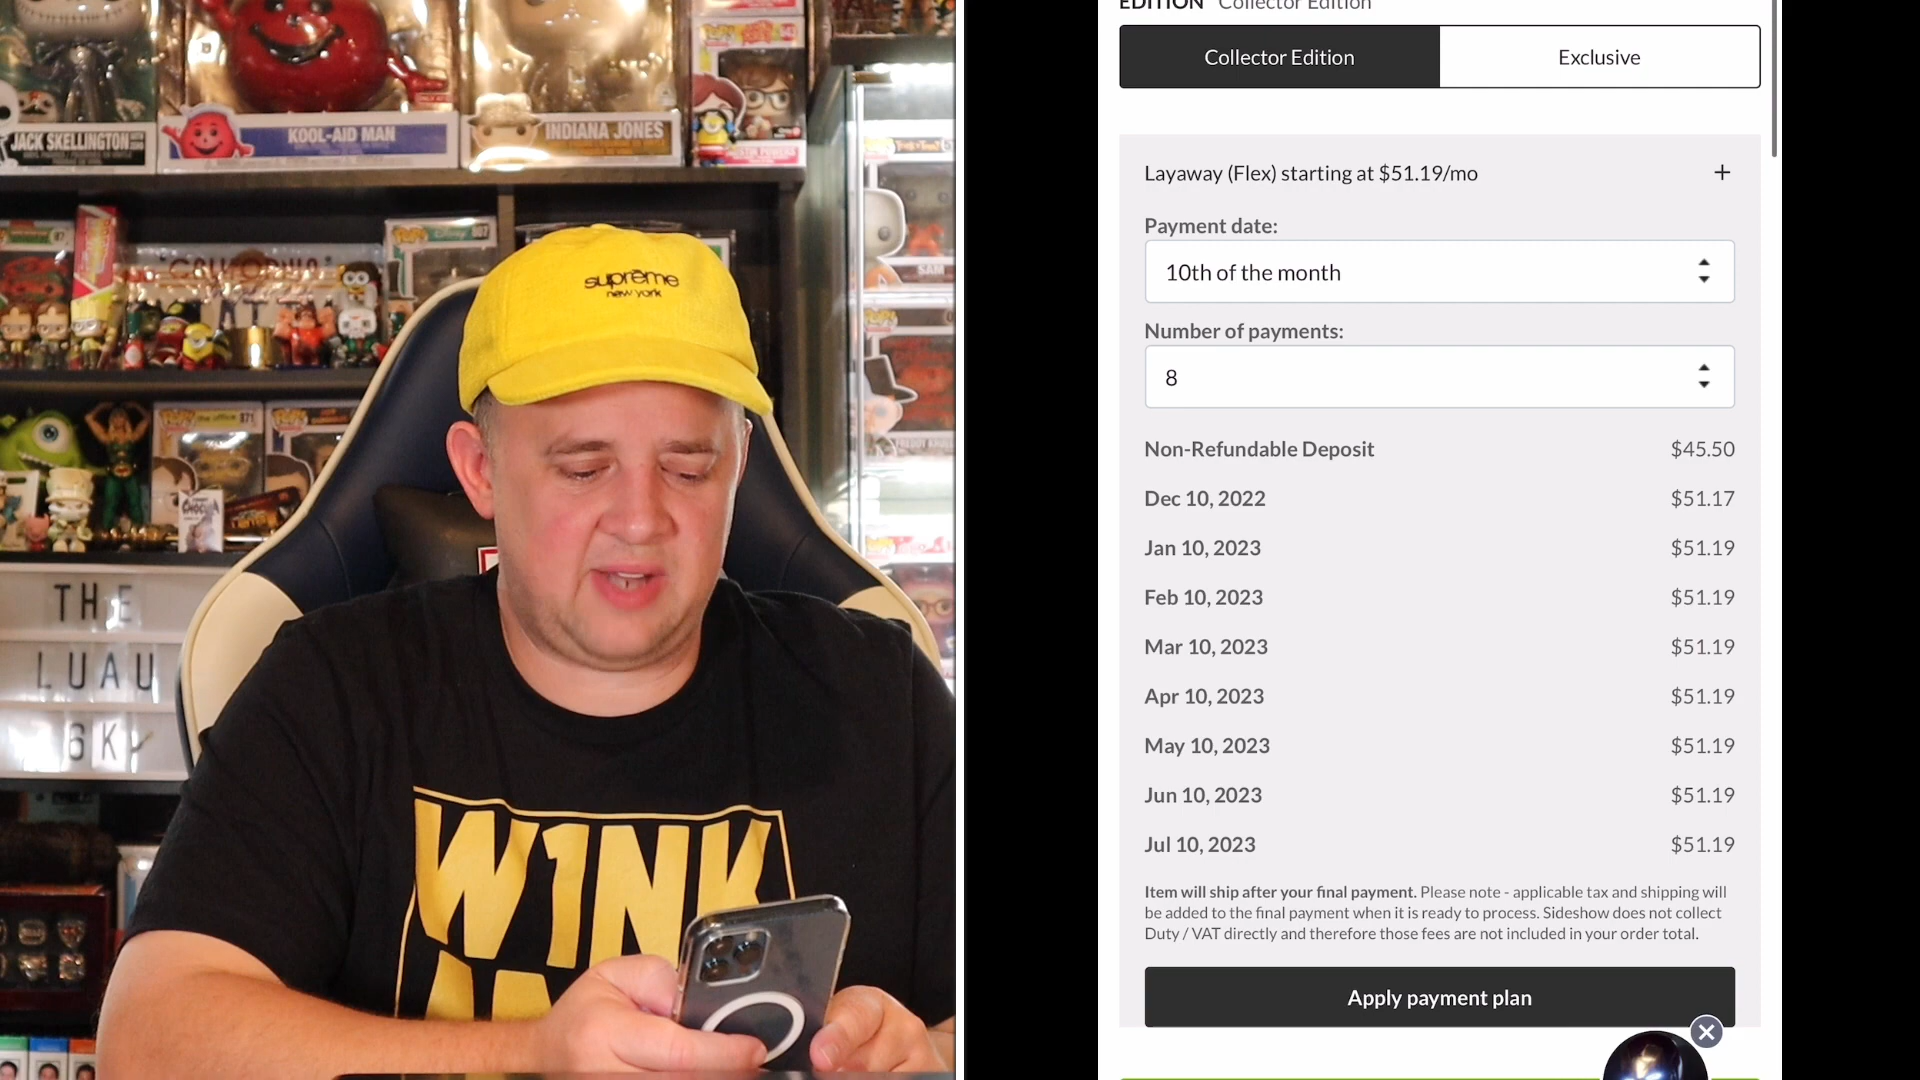 JACK SKELLINGTON
KOOL-AID MAN
INDIANA JONES
SAM
suprême
new york
THE
LUAU
6K
W1NK
EDITION Collector Edition
Collector Edition
Exclusive
Layaway (Flex) starting at $51.19/mo +
Payment date:
10th of the month
Number of payments:
8
Non-Refundable Deposit $45.50
Dec 10, 2022 $51.17
Jan 10, 2023 $51.19
Feb 10, 2023 $51.19
Mar 10, 2023 $51.19
Apr 10, 2023 $51.19
May 10, 2023 $51.19
Jun 10, 2023 $51.19
Jul 10, 2023 $51.19
Item will ship after your final payment. Please note - applicable tax and shipping will
be added to the final payment when it is ready to process. Sideshow does not collect
Duty / VAT directly and therefore those fees are not included in your order total.
Apply payment plan